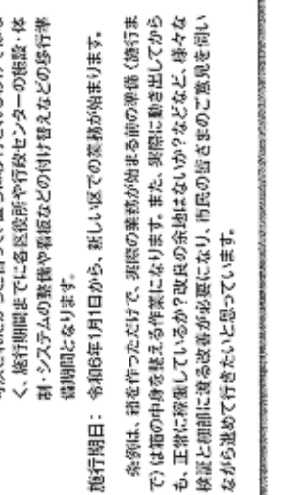 く、施行期間までに各区役所や行政センターの施設・体
制・システムの整備や看板などの付け替えなどの移行準
備期間となります。
施行期日： 令和6年1月1日から、新しい区での業務が始まります。
条例は、箱を作っただけで、実際の業務が始まる前の準備（施行ま
で）は箱の中身を整える作業になります。また、実際に動き出してから
も、正常に稼働しているか？改良の余地はないか？などなど、様々な
検証と細部に渡る改善が必要になり、市民の皆さまのご意見を伺い
ながら進めて行きたいと思っています。